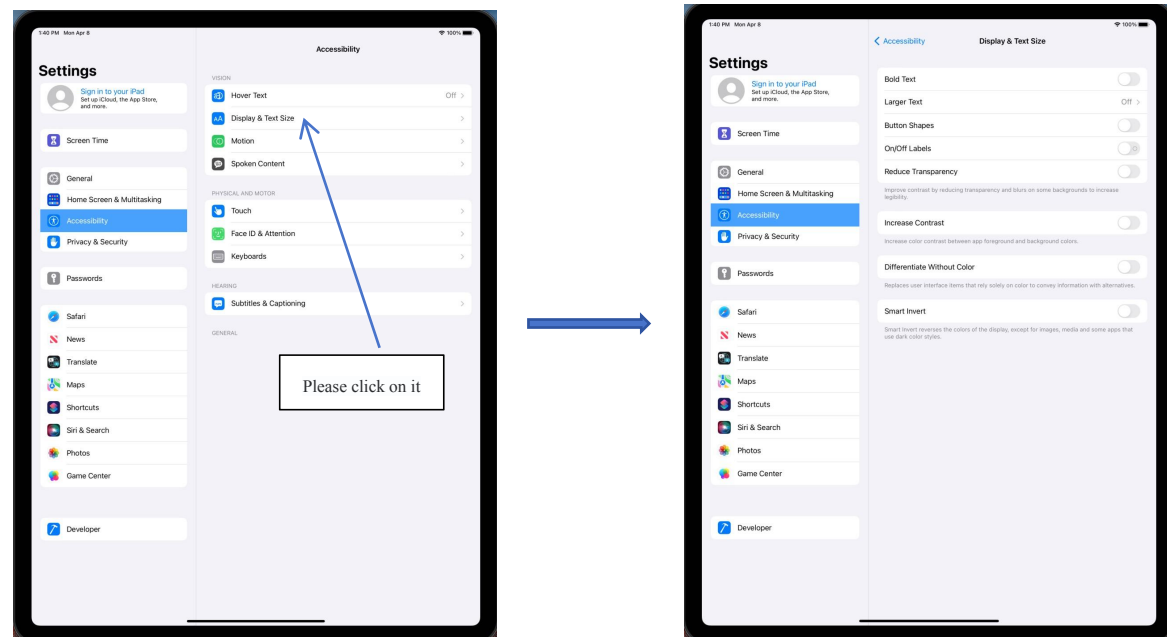 1:40 PM Mon Apr 8
100%
Accessibility
Settings
Sign in to your iPad
Set up iCloud, the App Store,
and more.
Screen Time
General
Home Screen & Multitasking
Accessibility
Privacy & Security
Passwords
Safari
News
Translate
Maps
Shortcuts
Siri & Search
Photos
Game Center
Developer
VISION
Hover Text Off
AA Display & Text Size
Motion
Spoken Content
PHYSICAL AND MOTOR
Touch
Face ID & Attention
Keyboards
HEARING
Subtitles & Captioning
GENERAL
Please click on it
1:40 PM Mon Apr 8
100%
Accessibility Display & Text Size
Settings
Sign in to your iPad
Set up iCloud, the App Store,
and more.
Screen Time
General
Home Screen & Multitasking
Accessibility
Privacy & Security
Passwords
Safari
News
Translate
Maps
Shortcuts
Siri & Search
Photos
Game Center
Developer
Bold Text
Larger Text Off
Button Shapes
On/Off Labels
Reduce Transparency
Improve contrast by reducing transparency and blurs on some backgrounds to increase
legibility.
Increase Contrast
Increase color contrast between app foreground and background colors.
Differentiate Without Color
Replaces user interface items that rely solely on color to convey information with alternatives.
Smart Invert
Smart Invert reverses the colors of the display, except for images, media and some apps that
use dark color styles.